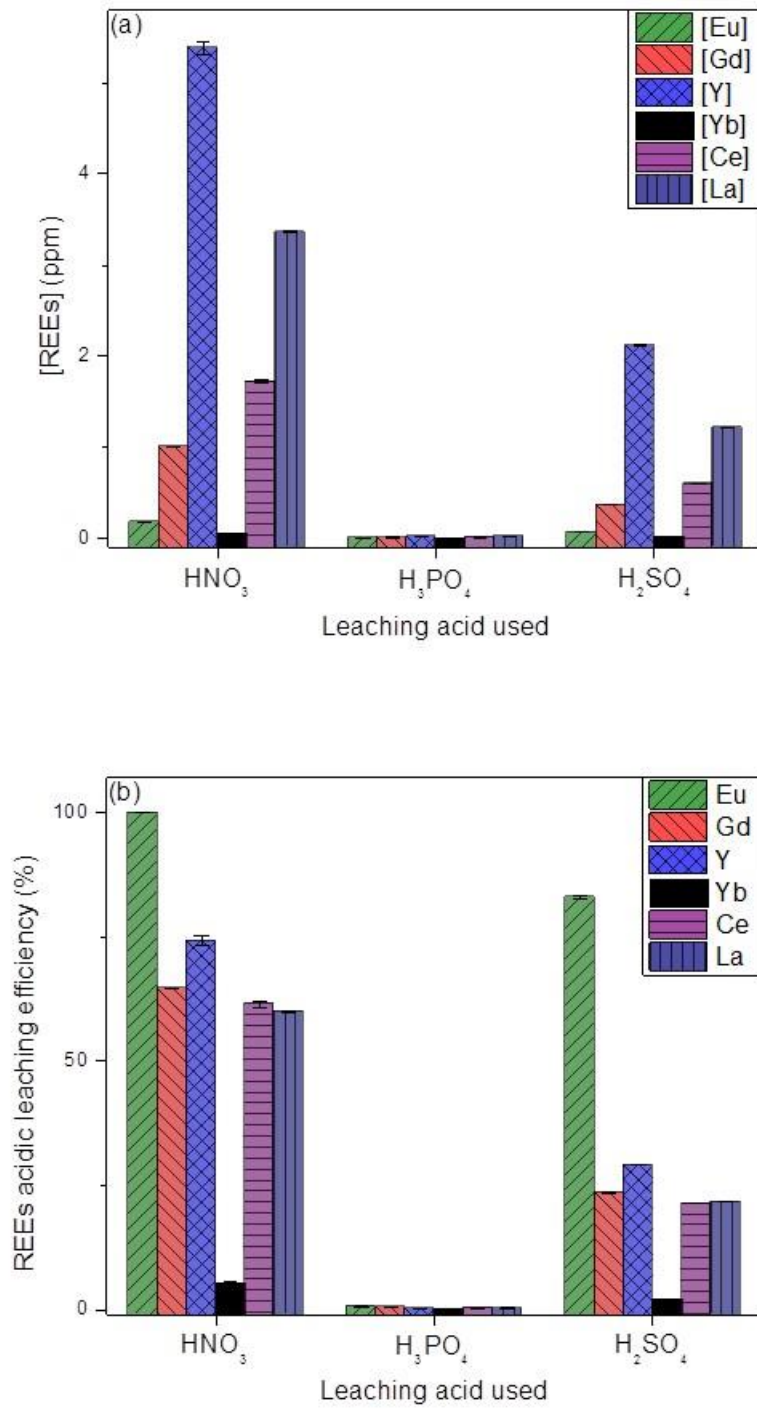 (a)
[Eu]
[Gd]
[Y]
[Yb]
[Ce]
[La]
4
2
0
[REEs] (ppm)
HNO₃ H₃PO₄ H₂SO₄
Leaching acid used
(b)
Eu
Gd
Y
Yb
Ce
La
100
50
0
REEs acidic leaching efficiency (%)
HNO₃ H₃PO₄ H₂SO₄
Leaching acid used